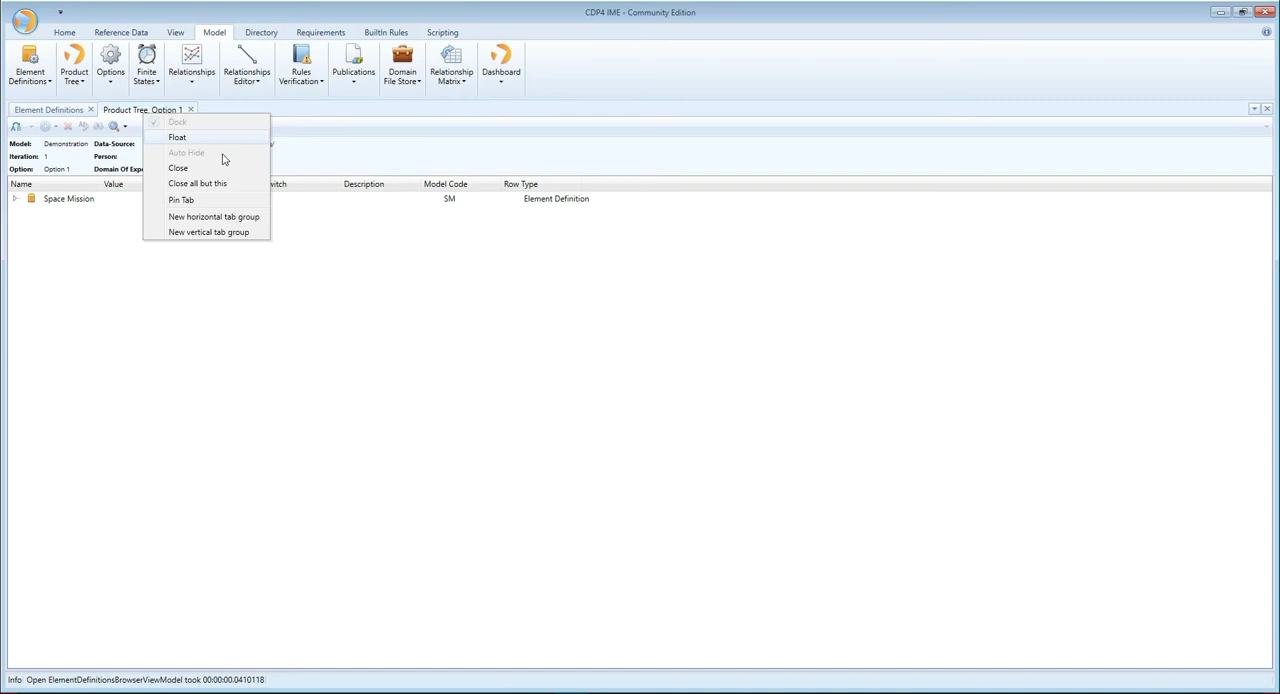 CDP4 IME - Community Edition
Home Reference Data View Model Directory Requirements BuiltIn Rules Scripting
Element Definitions Product Tree Options Finite States Relationships Relationships Editor Rules Verification Publications Domain File Store Relationship Matrix Dashboard
Element Definitions Product Tree, Option 1
Dock
Float
Model: Demonstration Data-Source: /
Auto Hide
Iteration: 1 Person:
Close
Option: Option 1 Domain Of Exp
Close all but this
Name Value witch Description Model Code Row Type
Pin Tab
Space Mission SM Element Definition
New horizontal tab group
New vertical tab group
Info: Open ElementDefinitionsBrowserViewModel took 00:00:00.0410118